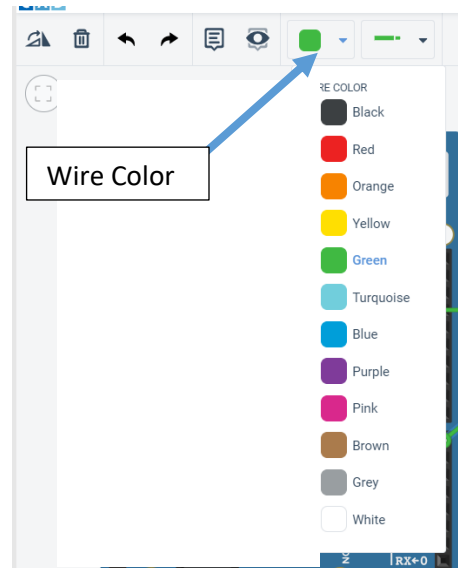 RE COLOR
Black
Red
Wire Color
Orange
Yellow
Green
Turquoise
Blue
Purple
Pink
Brown
Grey
White
RX←0